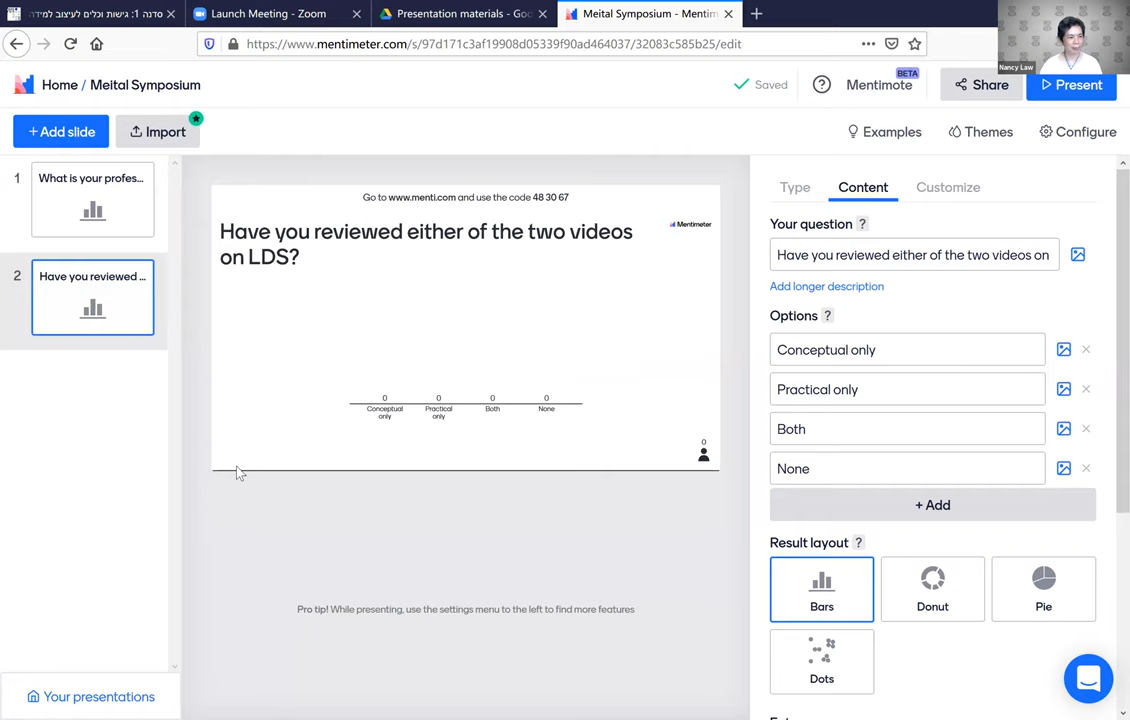 סדנה 1: גישות וכלים לעיצוב למידה
Launch Meeting - Zoom
Presentation materials - Goo
Meital Symposium - Mentim
https://www.mentimeter.com/s/97d171c3af19908d05339f90ad464037/32083c585b25/edit
Nancy Law
Home / Meital Symposium
Saved
Mentimote
BETA
Share
Present
+ Add slide
Import
Examples
Themes
Configure
1
What is your profes...
2
Have you reviewed ...
Go to www.menti.com and use the code 48 30 67
Mentimeter
Have you reviewed either of the two videos
on LDS?
0 0 0 0
Conceptual only
Practical only
Both
None
0
Pro tip! While presenting, use the settings menu to the left to find more features
Your presentations
Type
Content
Customize
Your question ?
Have you reviewed either of the two videos on
Add longer description
Options ?
Conceptual only
Practical only
Both
None
+ Add
Result layout ?
Bars
Donut
Pie
Dots